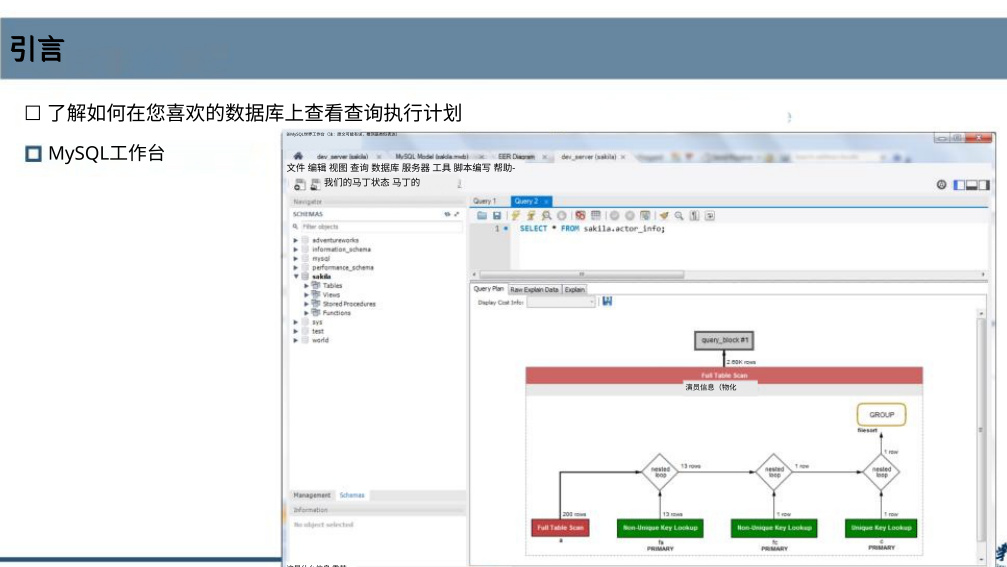 引言
了解如何在您喜欢的数据库上查看查询执行计划
MySQL工作台
dev_server (sakila)
MySQL Model (sakila.mwb)
EER Diagram
dev_server (sakila)
文件 编辑 视图 查询 数据库 服务器 工具 脚本编写 帮助-
我们的马丁状态 马丁的
Navigator
SCHEMAS
Filter objects
adventureworks
information_schema
mysql
performance_schema
sakila
Tables
Views
Stored Procedures
Functions
sys
test
world
Management Schemas
Information
No object selected
Query 1 Query 2
1 SELECT * FROM sakila.actor_info;
Query Plan Raw Explain Data Explain
Display Cost Info:
query_block #1
2.69K rows
Full Table Scan
演员信息（物化
GROUP
filesort
1 row
nested loop
13 rows
nested loop
1 row
nested loop
200 rows
13 rows
1 row
1 row
Full Table Scan
Non-Unique Key Lookup
Non-Unique Key Lookup
Unique Key Lookup
a
fa
fc
c
PRIMARY
PRIMARY
PRIMARY